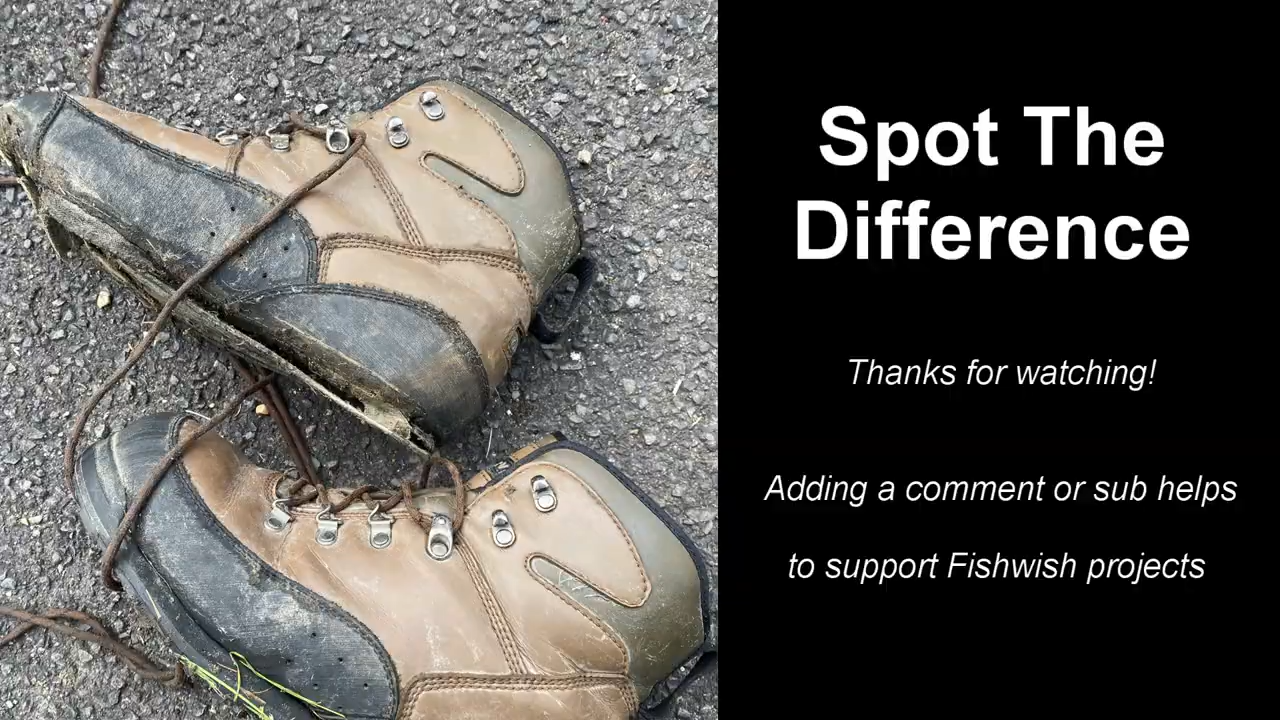 Spot The
Difference
Thanks for watching!
Adding a comment or sub helps
to support Fishwish projects